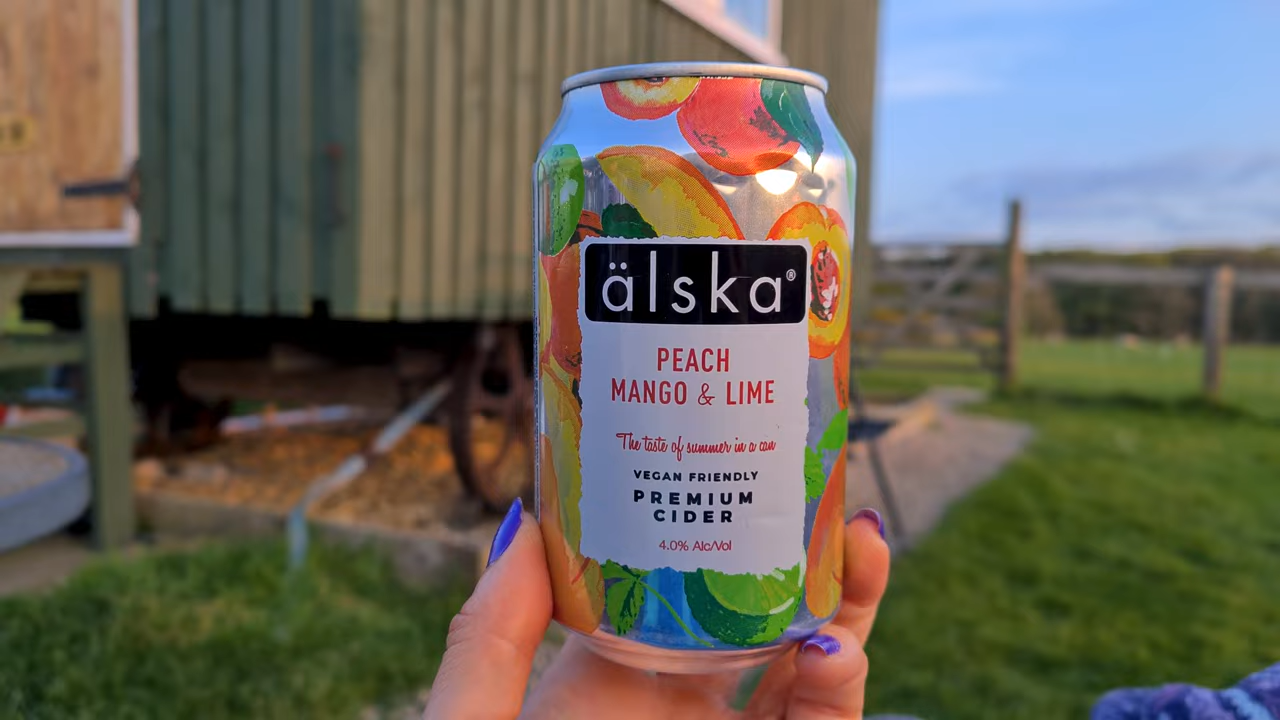 älska®
PEACH
MANGO & LIME
The taste of summer in a can
VEGAN FRIENDLY
PREMIUM
CIDER
4.0% Alc/Vol